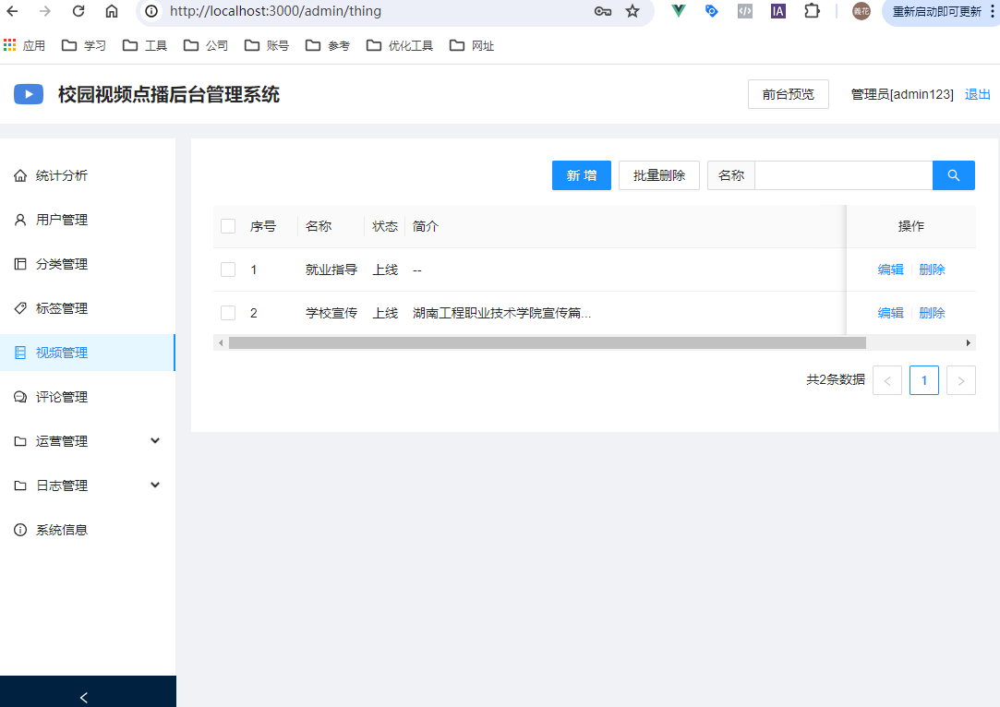 http://localhost:3000/admin/thing
IA
義花
重新启动即可更新
应用 学习 工具 公司 账号 参考 优化工具 网址
校园视频点播后台管理系统
前台预览 管理员[admin123] 退出
统计分析
用户管理
分类管理
标签管理
视频管理
评论管理
运营管理
日志管理
系统信息
新 增 批量删除 名称
序号 名称 状态 简介 操作
1 就业指导 上线 -- 编辑 删除
2 学校宣传 上线 湖南工程职业技术学院宣传篇... 编辑 删除
共2条数据 < 1 >